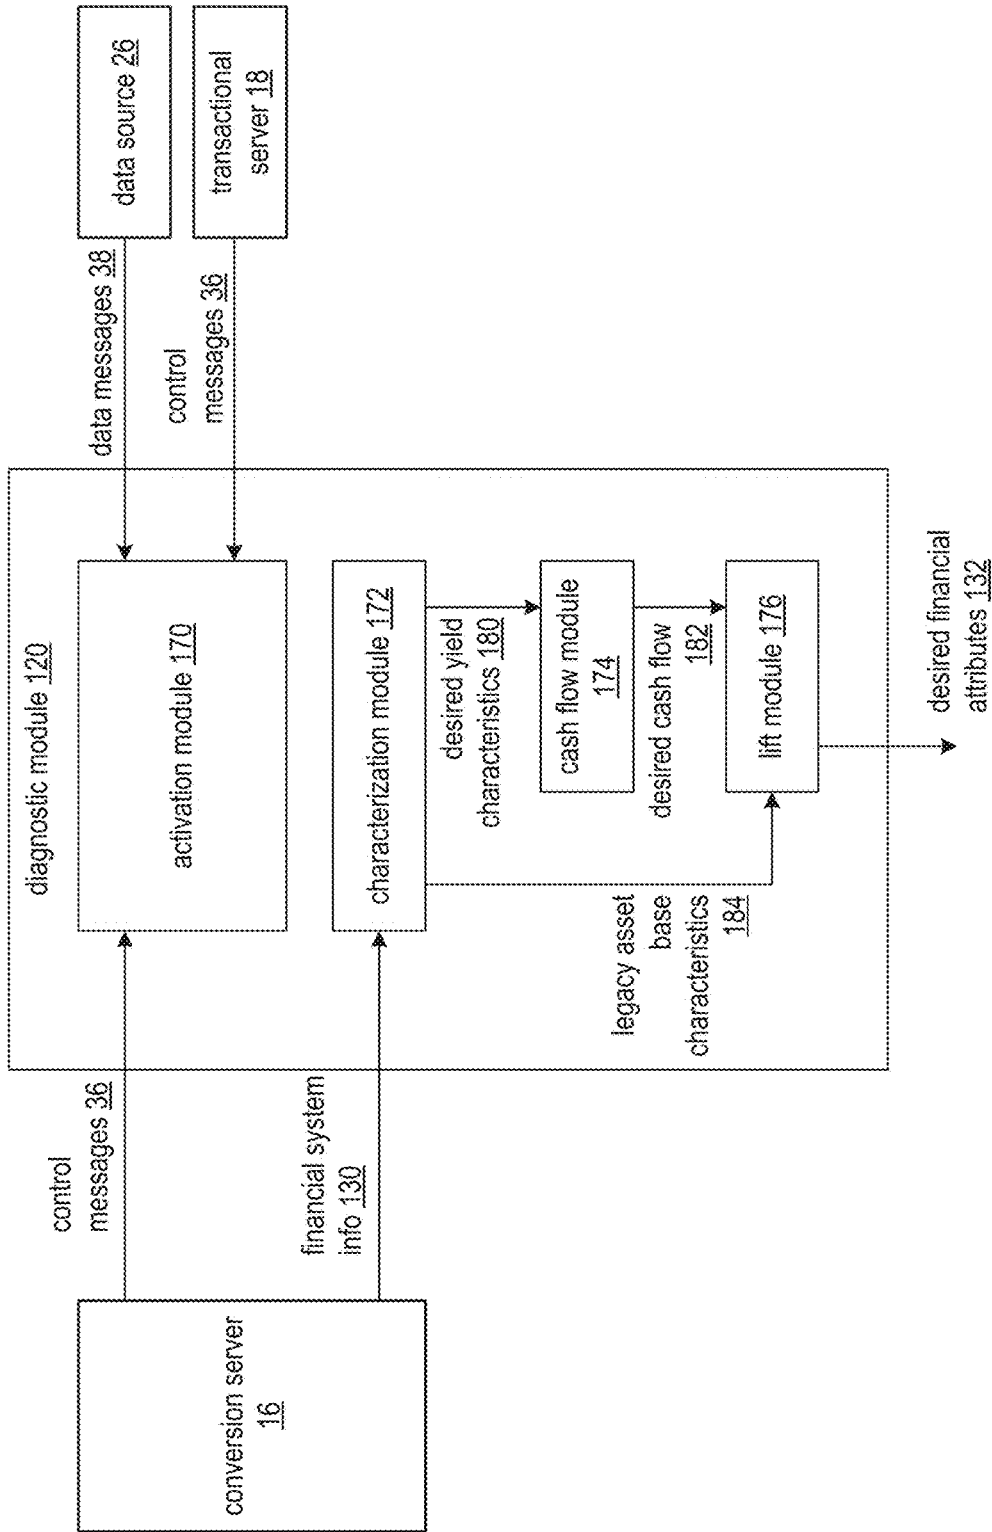 diagnostic module 120
control
messages 36
data messages 38
data source 26
activation module 170
control
messages 36
transactional
server 18
conversion server
16
financial system
info 130
characterization module 172
desired yield
characteristics 180
cash flow module
174
legacy asset
base
characteristics
184
desired cash flow
182
lift module 176
desired financial
attributes 132